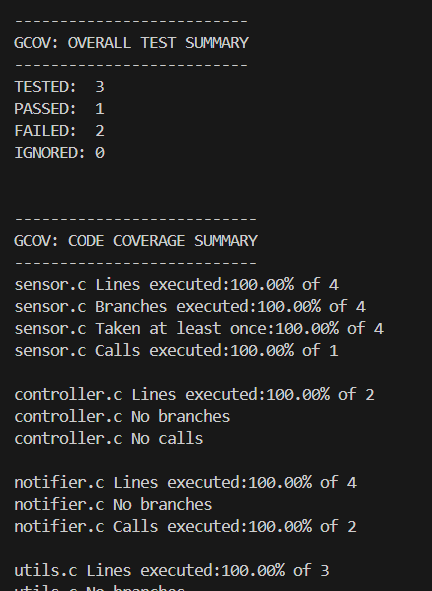 --------------------------
GCOV: OVERALL TEST SUMMARY
--------------------------
TESTED:  3
PASSED:  1
FAILED:  2
IGNORED: 0
---------------------------
GCOV: CODE COVERAGE SUMMARY
---------------------------
sensor.c Lines executed:100.00% of 4
sensor.c Branches executed:100.00% of 4
sensor.c Taken at least once:100.00% of 4
sensor.c Calls executed:100.00% of 1
controller.c Lines executed:100.00% of 2
controller.c No branches
controller.c No calls
notifier.c Lines executed:100.00% of 4
notifier.c No branches
notifier.c Calls executed:100.00% of 2
utils.c Lines executed:100.00% of 3
utils.c No branches